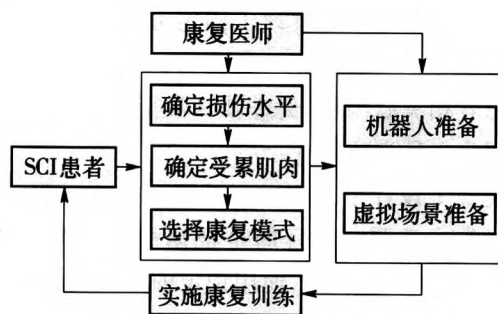 康复医师
确定损伤水平
机器人准备
SCI患者
确定受累肌肉
选择康复模式
虚拟场景准备
实施康复训练